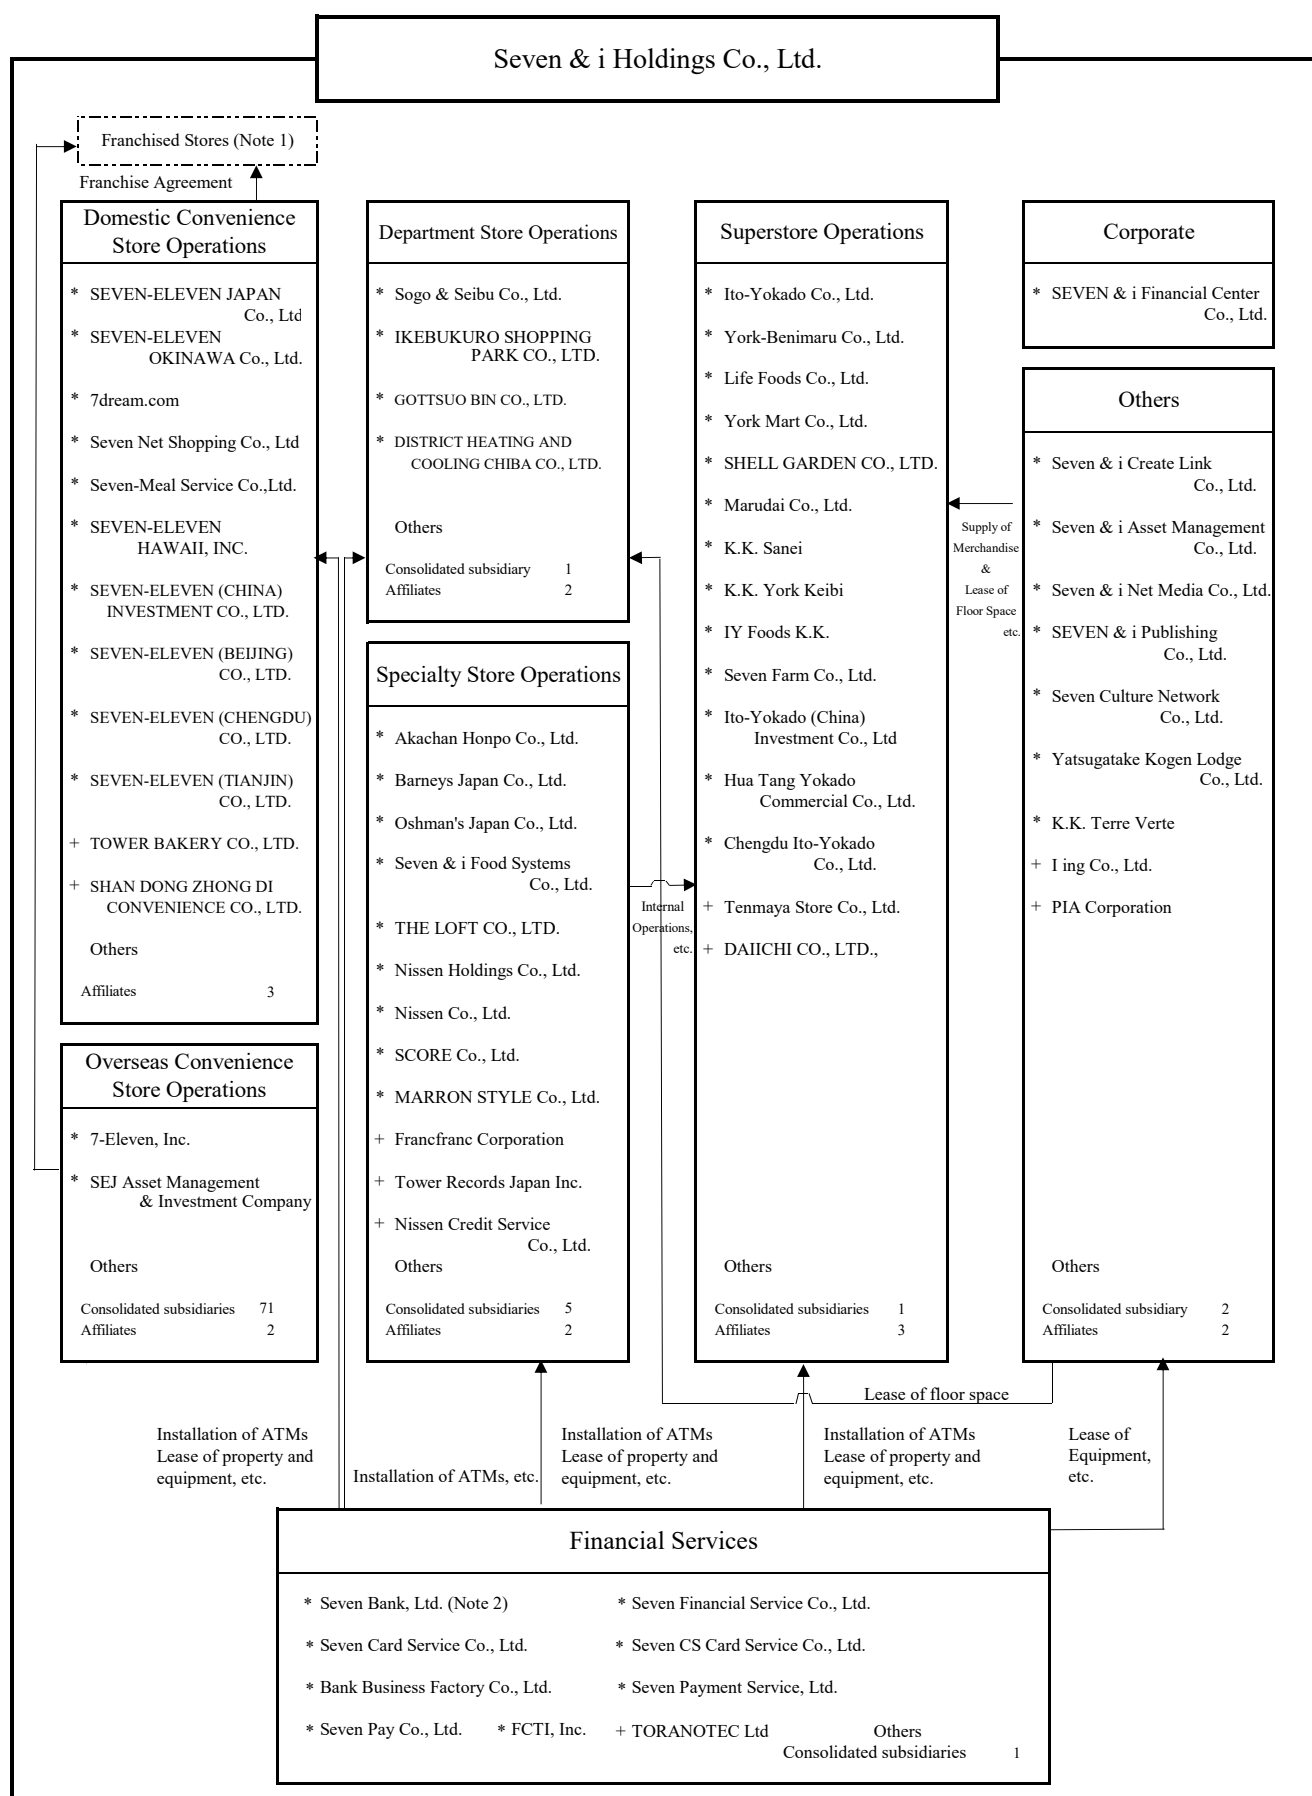 Seven & i Holdings Co., Ltd.
Franchised Stores (Note 1)
Franchise Agreement
Domestic Convenience
Store Operations
* SEVEN-ELEVEN JAPAN
Co., Ltd
* SEVEN-ELEVEN
OKINAWA Co., Ltd.
* 7dream.com
* Seven Net Shopping Co., Ltd
* Seven-Meal Service Co.,Ltd.
* SEVEN-ELEVEN
HAWAII, INC.
* SEVEN-ELEVEN (CHINA)
INVESTMENT CO., LTD.
* SEVEN-ELEVEN (BEIJING)
CO., LTD.
* SEVEN-ELEVEN (CHENGDU)
CO., LTD.
* SEVEN-ELEVEN (TIANJIN)
CO., LTD.
+ TOWER BAKERY CO., LTD.
+ SHAN DONG ZHONG DI
CONVENIENCE CO., LTD.
Others
Affiliates 3
Overseas Convenience
Store Operations
* 7-Eleven, Inc.
* SEJ Asset Management
& Investment Company
Others
Consolidated subsidiaries 71
Affiliates 2
Department Store Operations
* Sogo & Seibu Co., Ltd.
* IKEBUKURO SHOPPING
PARK CO., LTD.
* GOTTSUO BIN CO., LTD.
* DISTRICT HEATING AND
COOLING CHIBA CO., LTD.
Others
Consolidated subsidiary 1
Affiliates 2
Specialty Store Operations
* Akachan Honpo Co., Ltd.
* Barneys Japan Co., Ltd.
* Oshman's Japan Co., Ltd.
* Seven & i Food Systems
Co., Ltd.
* THE LOFT CO., LTD.
* Nissen Holdings Co., Ltd.
* Nissen Co., Ltd.
* SCORE Co., Ltd.
* MARRON STYLE Co., Ltd.
+ Francfranc Corporation
+ Tower Records Japan Inc.
+ Nissen Credit Service
Co., Ltd.
Others
Consolidated subsidiaries 5
Affiliates 2
Internal
Operations,
etc.
Superstore Operations
* Ito-Yokado Co., Ltd.
* York-Benimaru Co., Ltd.
* Life Foods Co., Ltd.
* York Mart Co., Ltd.
* SHELL GARDEN CO., LTD.
* Marudai Co., Ltd.
* K.K. Sanei
* K.K. York Keibi
* IY Foods K.K.
* Seven Farm Co., Ltd.
* Ito-Yokado (China)
Investment Co., Ltd
* Hua Tang Yokado
Commercial Co., Ltd.
* Chengdu Ito-Yokado
Co., Ltd.
+ Tenmaya Store Co., Ltd.
+ DAIICHI CO., LTD.,
Others
Consolidated subsidiaries 1
Affiliates 3
Supply of
Merchandise
&
Lease of
Floor Space
etc.
Corporate
* SEVEN & i Financial Center
Co., Ltd.
Others
* Seven & i Create Link
Co., Ltd.
* Seven & i Asset Management
Co., Ltd.
* Seven & i Net Media Co., Ltd.
* SEVEN & i Publishing
Co., Ltd.
* Seven Culture Network
Co., Ltd.
* Yatsugatake Kogen Lodge
Co., Ltd.
* K.K. Terre Verte
+ I ing Co., Ltd.
+ PIA Corporation
Others
Consolidated subsidiary 2
Affiliates 2
Lease of floor space
Installation of ATMs
Lease of property and
equipment, etc.
Installation of ATMs, etc.
Installation of ATMs
Lease of property and
equipment, etc.
Installation of ATMs
Lease of property and
equipment, etc.
Lease of
Equipment,
etc.
Financial Services
* Seven Bank, Ltd. (Note 2) * Seven Financial Service Co., Ltd.
* Seven Card Service Co., Ltd. * Seven CS Card Service Co., Ltd.
* Bank Business Factory Co., Ltd. * Seven Payment Service, Ltd.
* Seven Pay Co., Ltd. * FCTI, Inc. + TORANOTEC Ltd Others
Consolidated subsidiaries 1